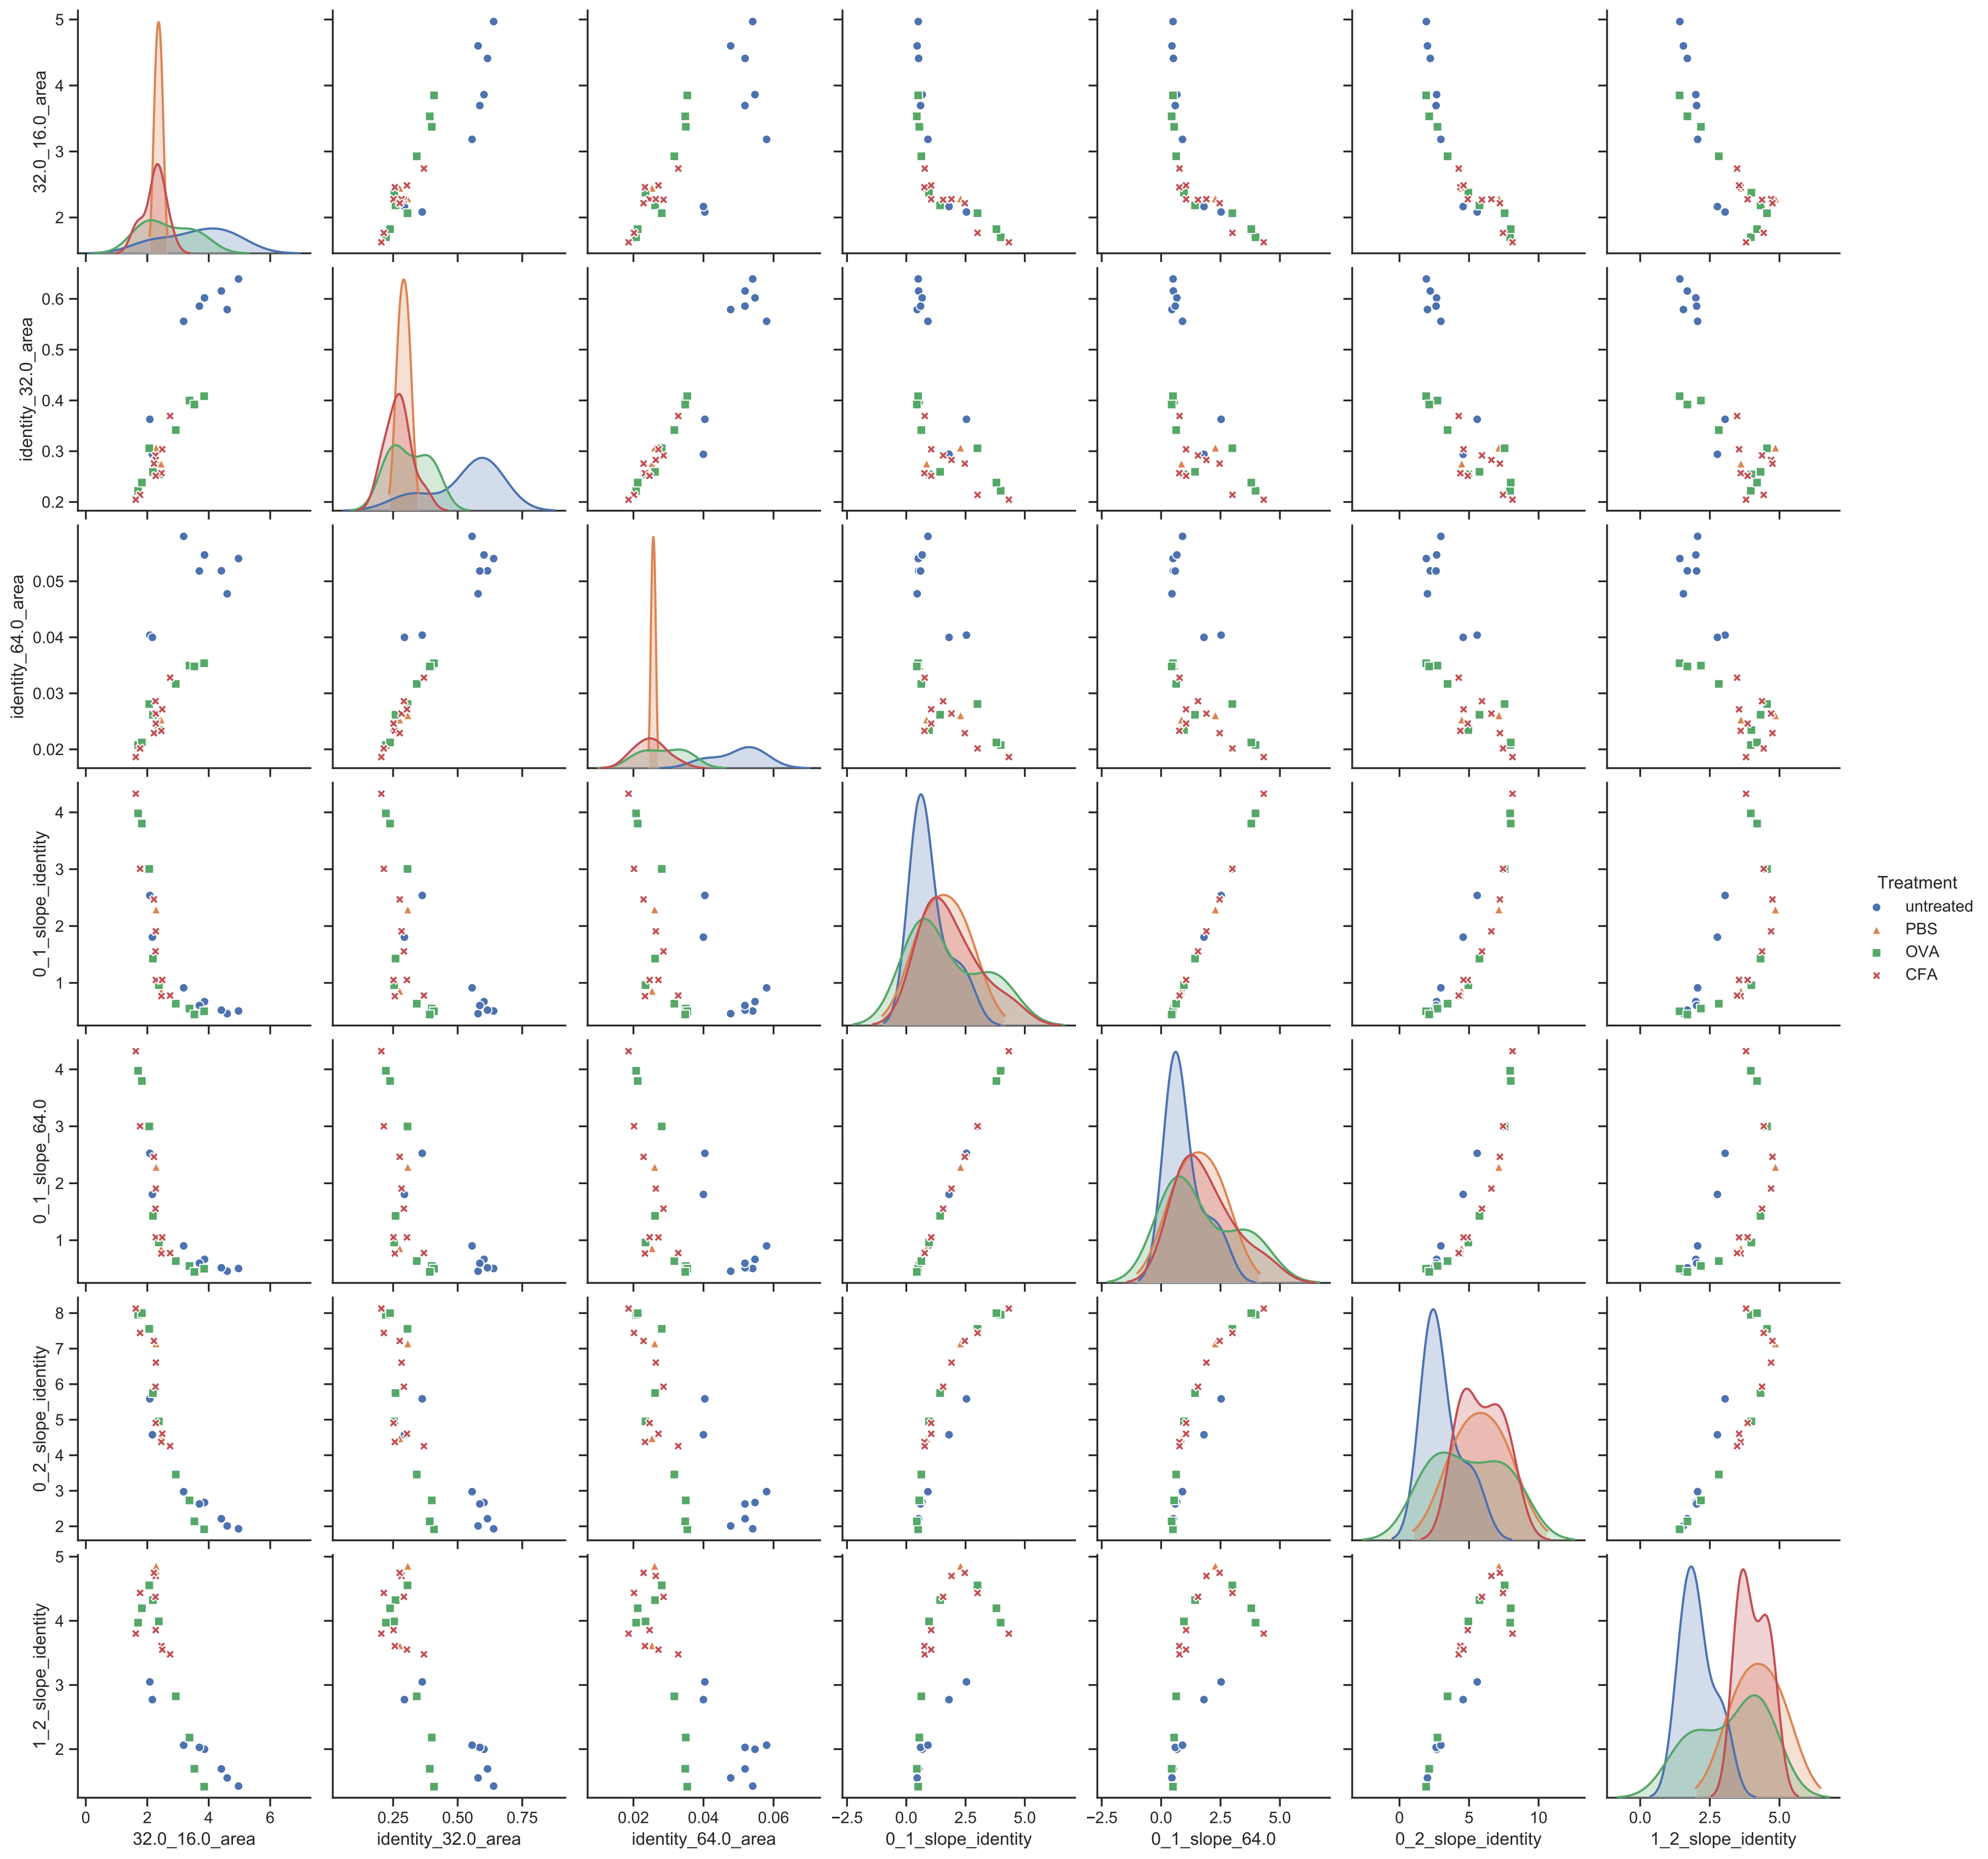 5
4
3
2
32.0_16.0_area
0.6
0.5
0.4
0.3
0.2
identity_32.0_area
0.05
0.04
0.03
0.02
identity_64.0_area
4
3
2
1
0_1_slope_identity
Treatment
untreated
PBS
OVA
CFA
4
3
2
1
0_1_slope_64.0
8
7
6
5
4
3
2
0_2_slope_identity
5
4
3
2
1_2_slope_identity
0 2 4 6 0.25 0.50 0.75 0.02 0.04 0.06 −2.5 0.0 2.5 5.0 −2.5 0.0 2.5 5.0 0 5 10 0.0 2.5 5.0
32.0_16.0_area identity_32.0_area identity_64.0_area 0_1_slope_identity 0_1_slope_64.0 0_2_slope_identity 1_2_slope_identity